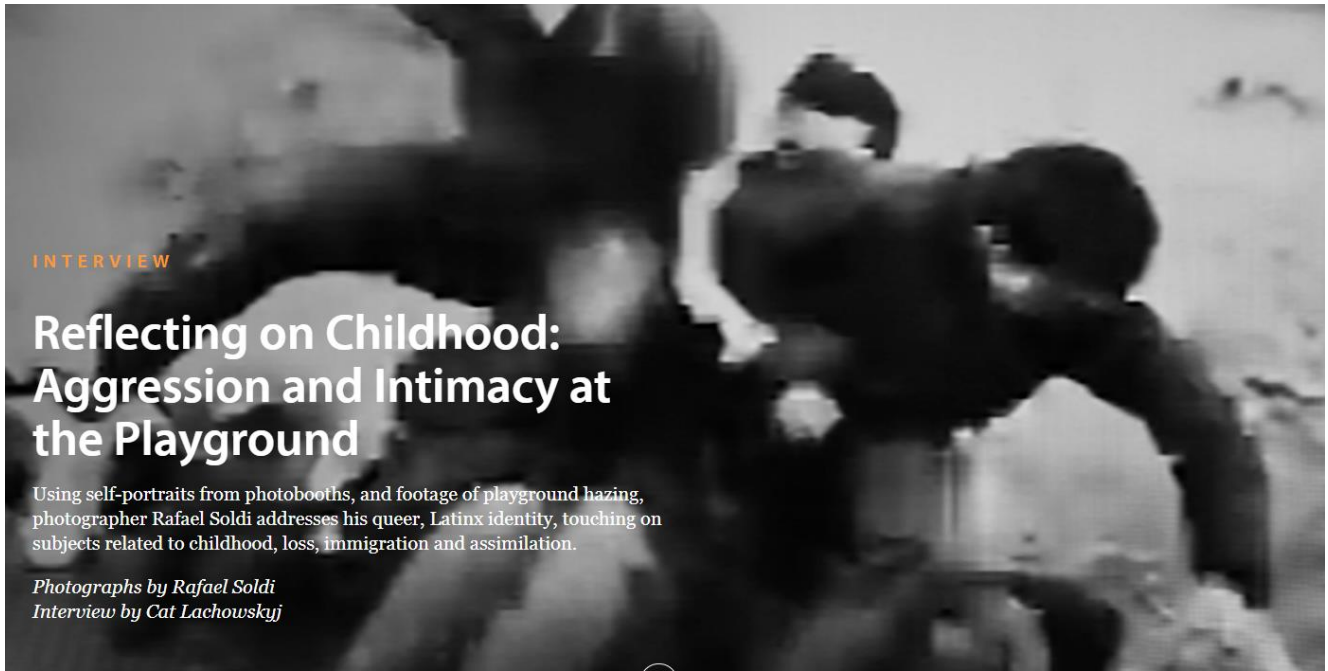 INTERVIEW
Reflecting on Childhood:
Aggression and Intimacy at
the Playground
Using self-portraits from photobooths, and footage of playground hazing,
photographer Rafael Soldi addresses his queer, Latinx identity, touching on
subjects related to childhood, loss, immigration and assimilation.
Photographs by Rafael Soldi
Interview by Cat Lachowskyj